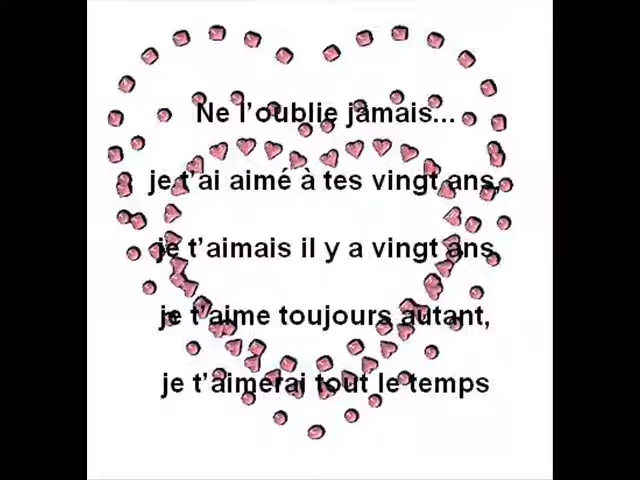 Ne l'oublie jamais...
je t'ai aimé à tes vingt ans,
je t'aimais il y a vingt ans
je t'aime toujours autant,
je t'aimerai tout le temps